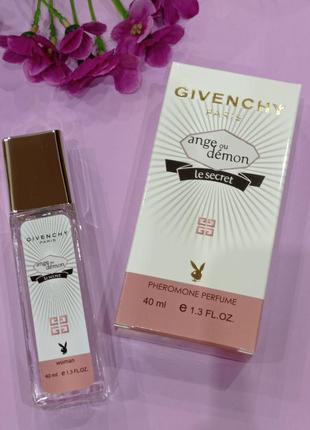 GIVENCHY
PARIS
ange ou
démon
le secret
PHEROMONE PERFUME
40 ml e 1.3 FL.OZ.
GIVENCHY
PARIS
ange ou
démon
le secret
woman
40 ml e 1.3 FL.OZ.